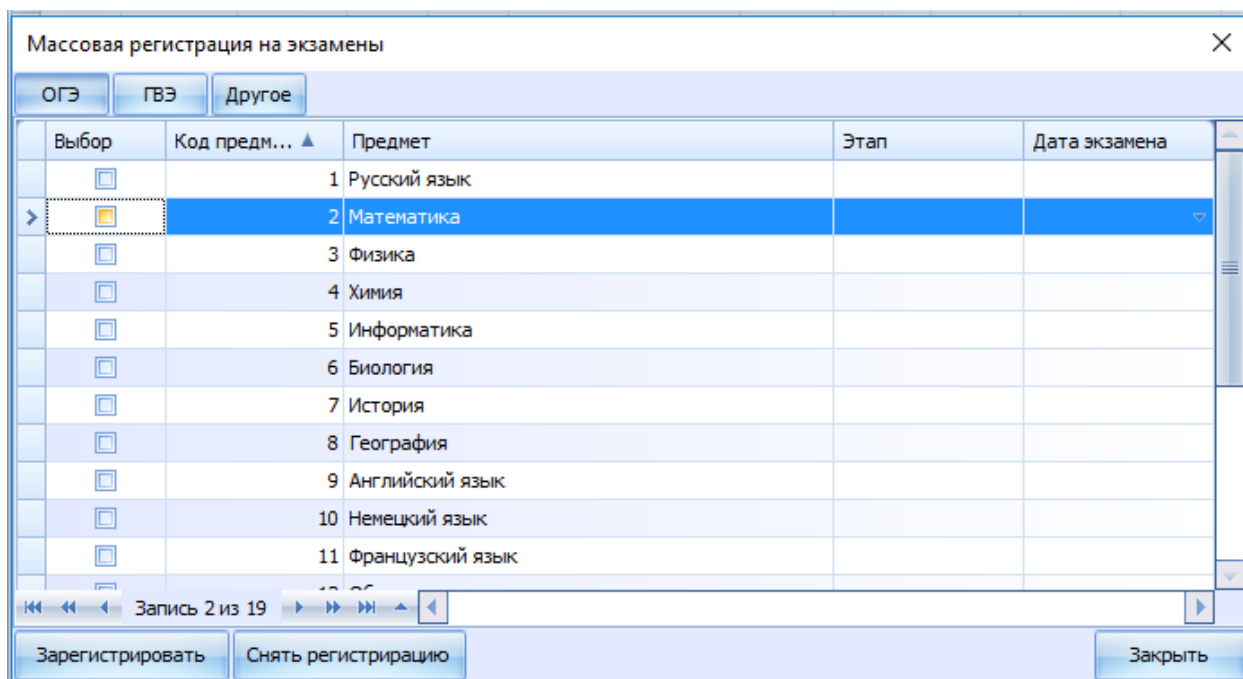 Массовая регистрация на экзамены
ОГЭ ГВЭ Другое
Выбор Код предм... Предмет Этап Дата экзамена
1 Русский язык
2 Математика
3 Физика
4 Химия
5 Информатика
6 Биология
7 История
8 География
9 Английский язык
10 Немецкий язык
11 Французский язык
Запись 2 из 19
Зарегистрировать Снять регистрирацию Закрыть